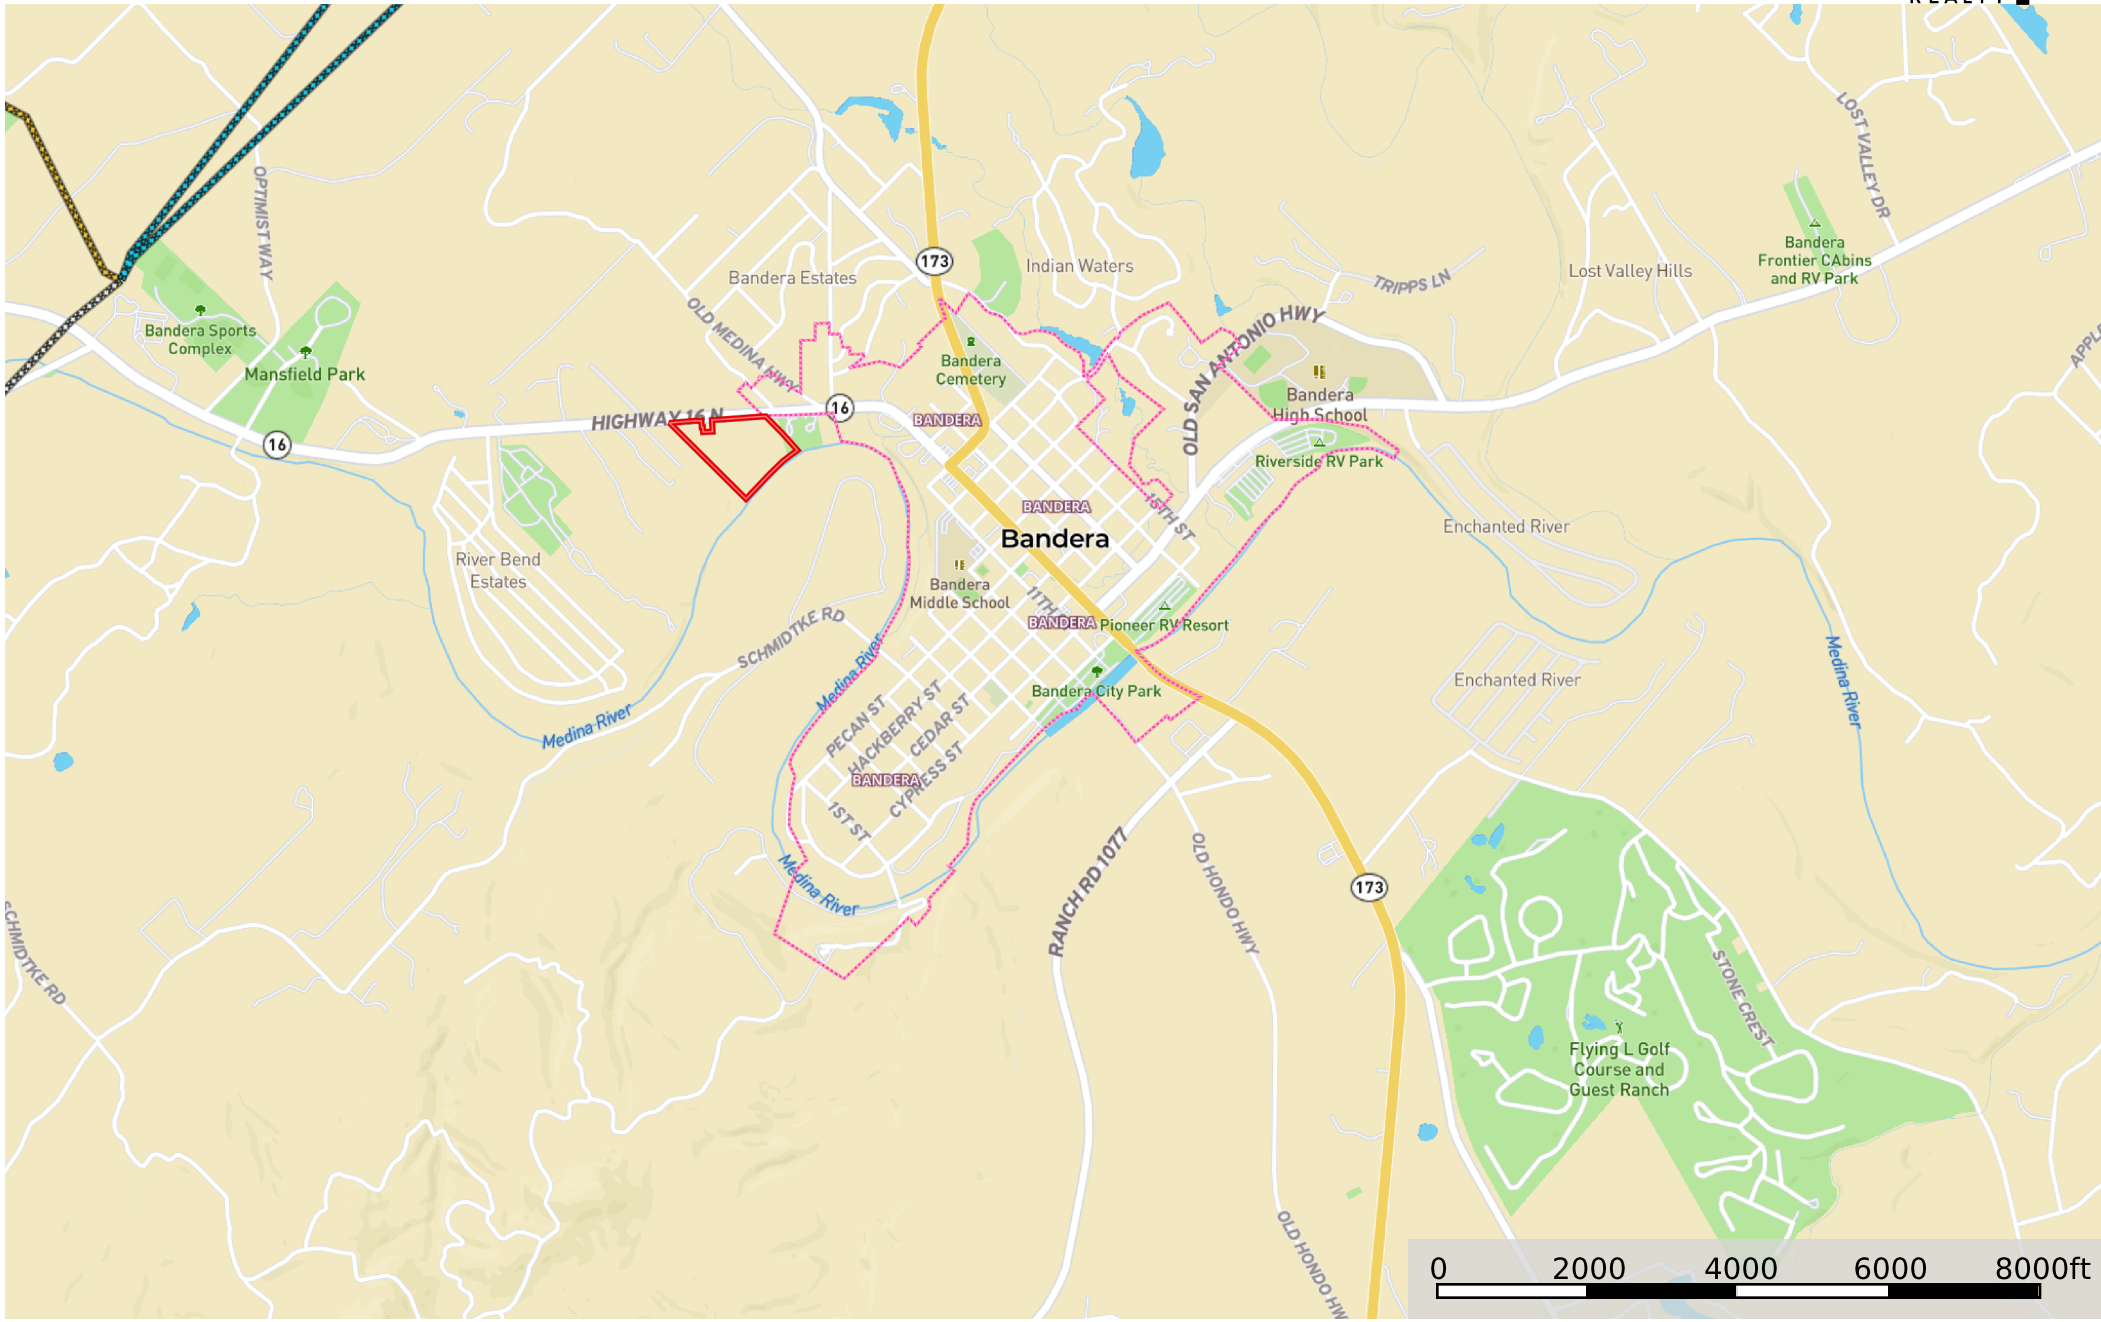 LOST VALLEY DR
OPTIMIST WAY
Bandera
Frontier CAbins
and RV Park
173
Indian Waters
Lost Valley Hills
Bandera Estates
TRIPPS LN
OLD MEDINA HWY
Bandera Sports
Complex
Mansfield Park
Bandera
Cemetery
OLD SAN ANTONIO HWY
Bandera
High School
HIGHWAY 16 N
16
BANDERA
16
Riverside RV Park
BANDERA
15TH ST
Bandera
Enchanted River
River Bend
Estates
Bandera
Middle School
11TH
BANDERA
Pioneer RV Resort
SCHMIDTKE RD
Medina River
Medina River
Bandera City Park
Enchanted River
Medina River
PECAN ST
HACKBERRY ST
CEDAR ST
CYPRESS ST
BANDERA
1ST ST
Medina River
RANCH RD 1077
OLD HONDO HWY
173
SCHMIDTKE RD
STONE CREST
Flying L Golf
Course and
Guest Ranch
OLD HONDO HW
0 2000 4000 6000 8000ft